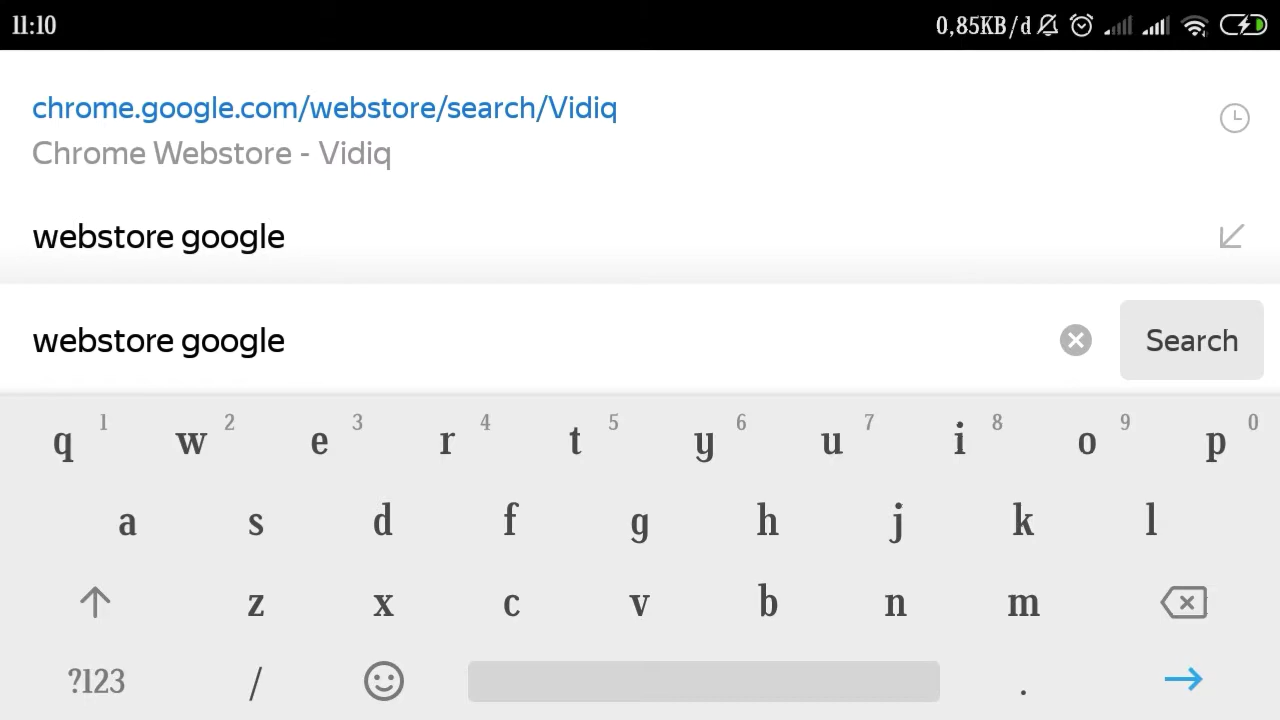 11:10 0,85KB/d
chrome.google.com/webstore/search/Vidiq
Chrome Webstore - Vidiq
webstore google
webstore google Search
q 1 w 2 e 3 r 4 t 5 y 6 u 7 i 8 o 9 p 0
a s d f g h j k l
z x c v b n m
?123 / .